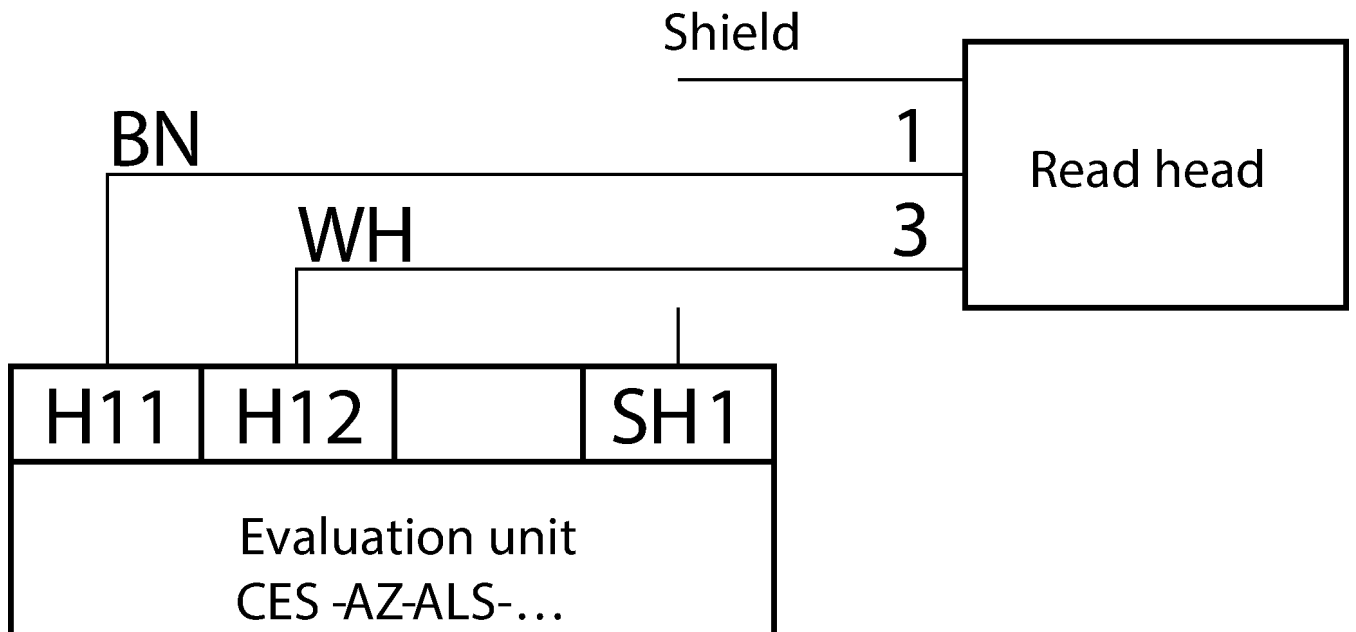 Shield
BN
1
Read head
WH
3
H11 H12 SH1
Evaluation unit
CES -AZ-ALS-...